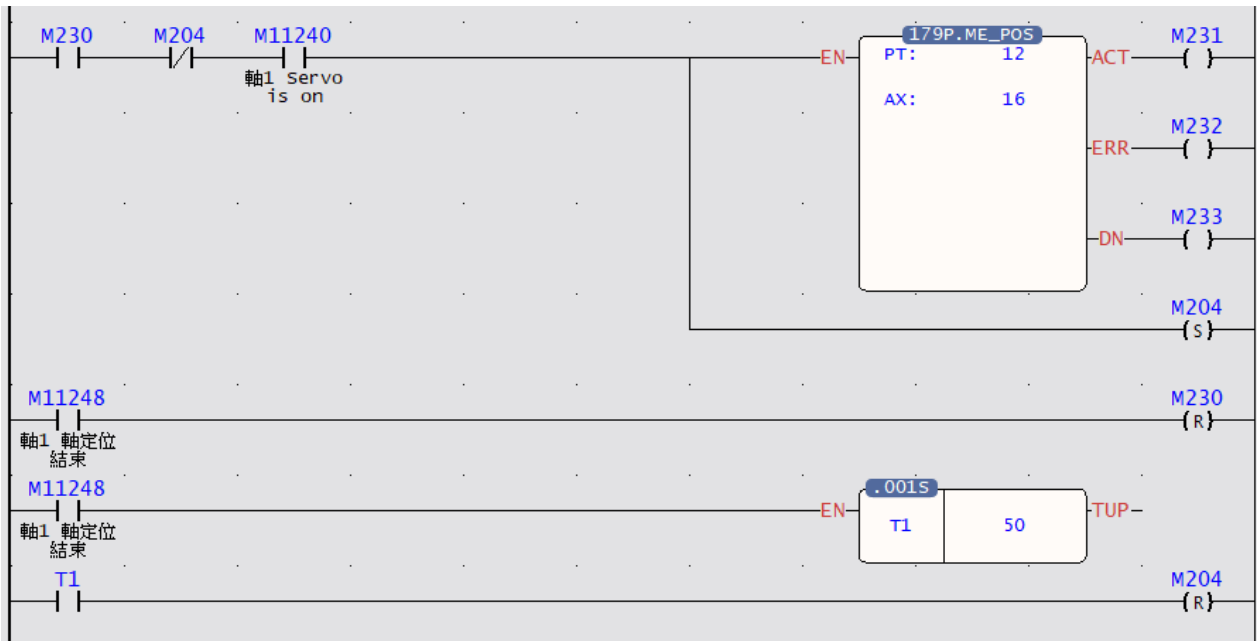 M230 M204 M11240 179P.ME_POS M231
EN PT: 12 ACT
軸1 Servo
is on
AX: 16
M232
ERR
M233
DN
M204
S
M11248 M230
R
軸1 軸定位
結束
M11248 .001S
EN T1 50 TUP
軸1 軸定位
結束
T1 M204
R